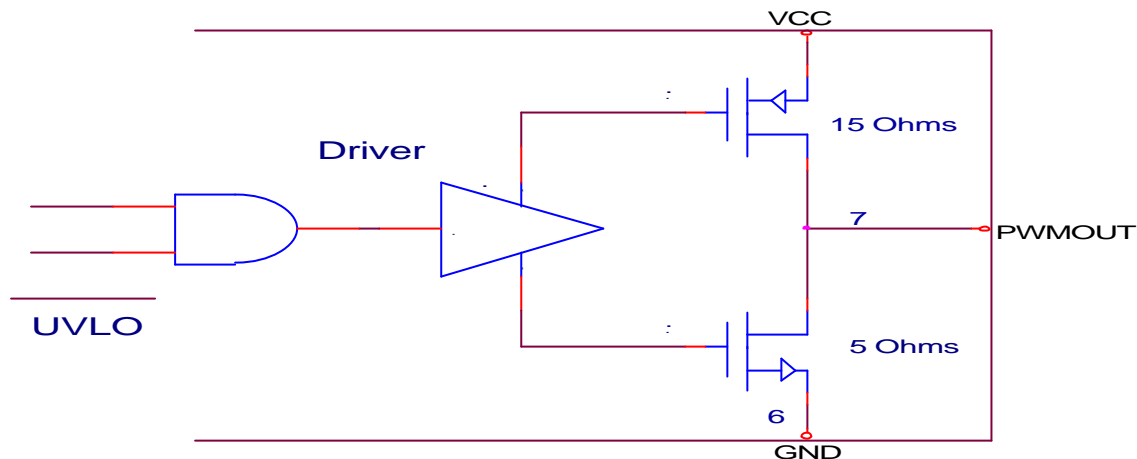 VCC
15 Ohms
Driver
7
PWMOUT
UVLO
5 Ohms
6
GND